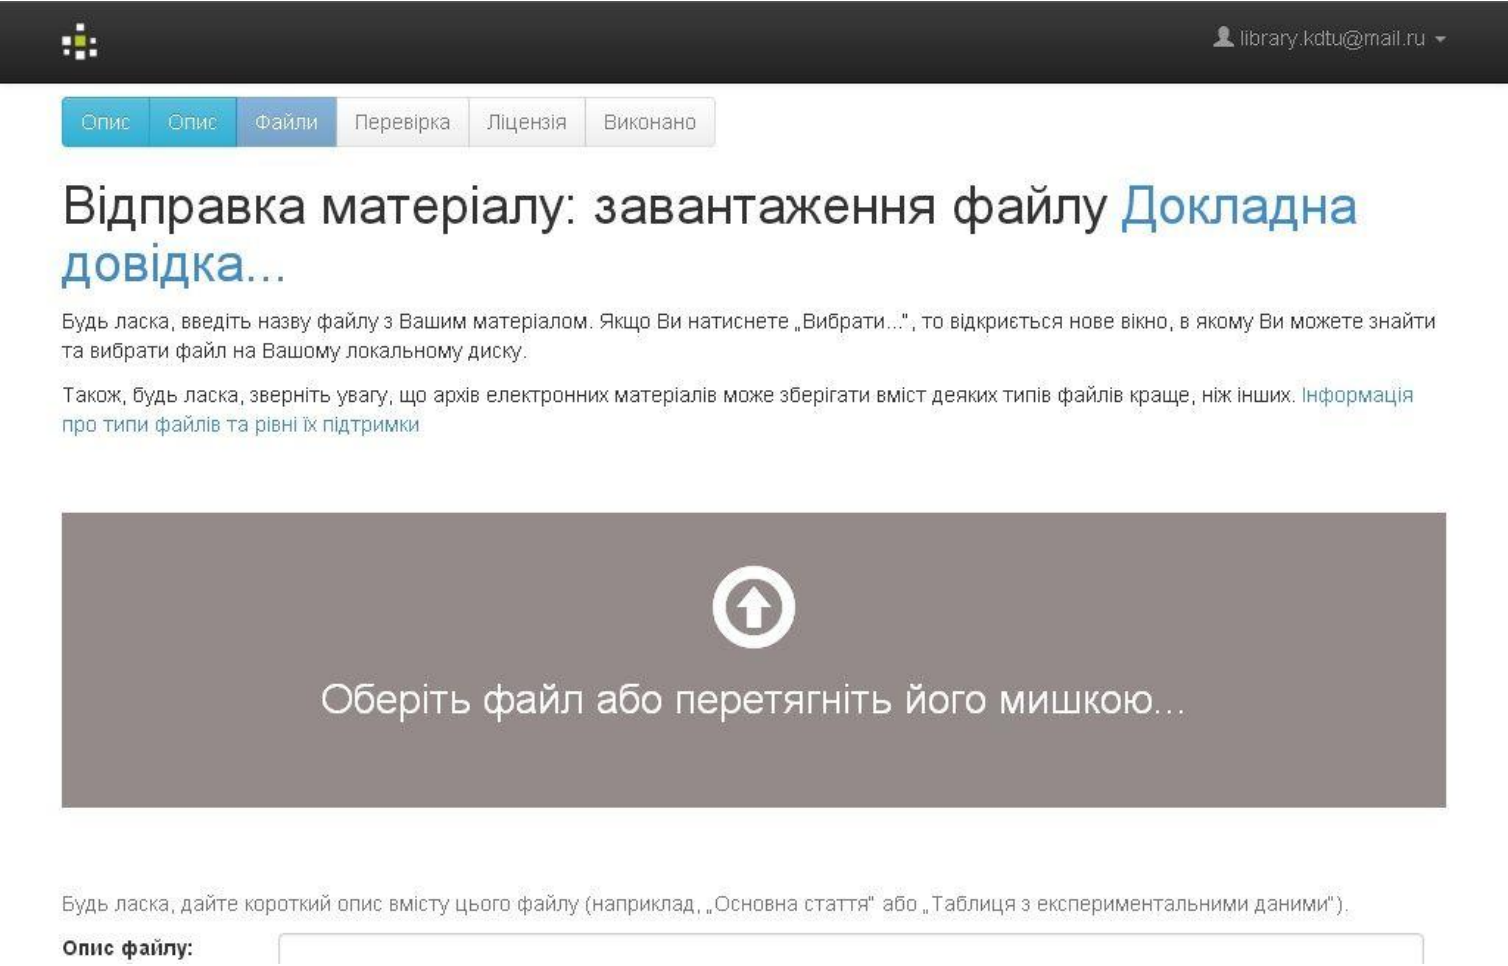 library.kdtu@mail.ru
Опис Опис Файли Перевірка Ліцензія Виконано
Відправка матеріалу: завантаження файлу Докладна
довідка...
Будь ласка, введіть назву файлу з Вашим матеріалом. Якщо Ви натиснете „Вибрати...", то відкриється нове вікно, в якому Ви можете знайти
та вибрати файл на Вашому локальному диску.
Також, будь ласка, зверніть увагу, що архів електронних матеріалів може зберігати вміст деяких типів файлів краще, ніж інших. Інформація
про типи файлів та рівні їх підтримки
Оберіть файл або перетягніть його мишкою...
Будь ласка, дайте короткий опис вмісту цього файлу (наприклад, „Основна стаття" або „Таблиця з експериментальними даними").
Опис файлу: